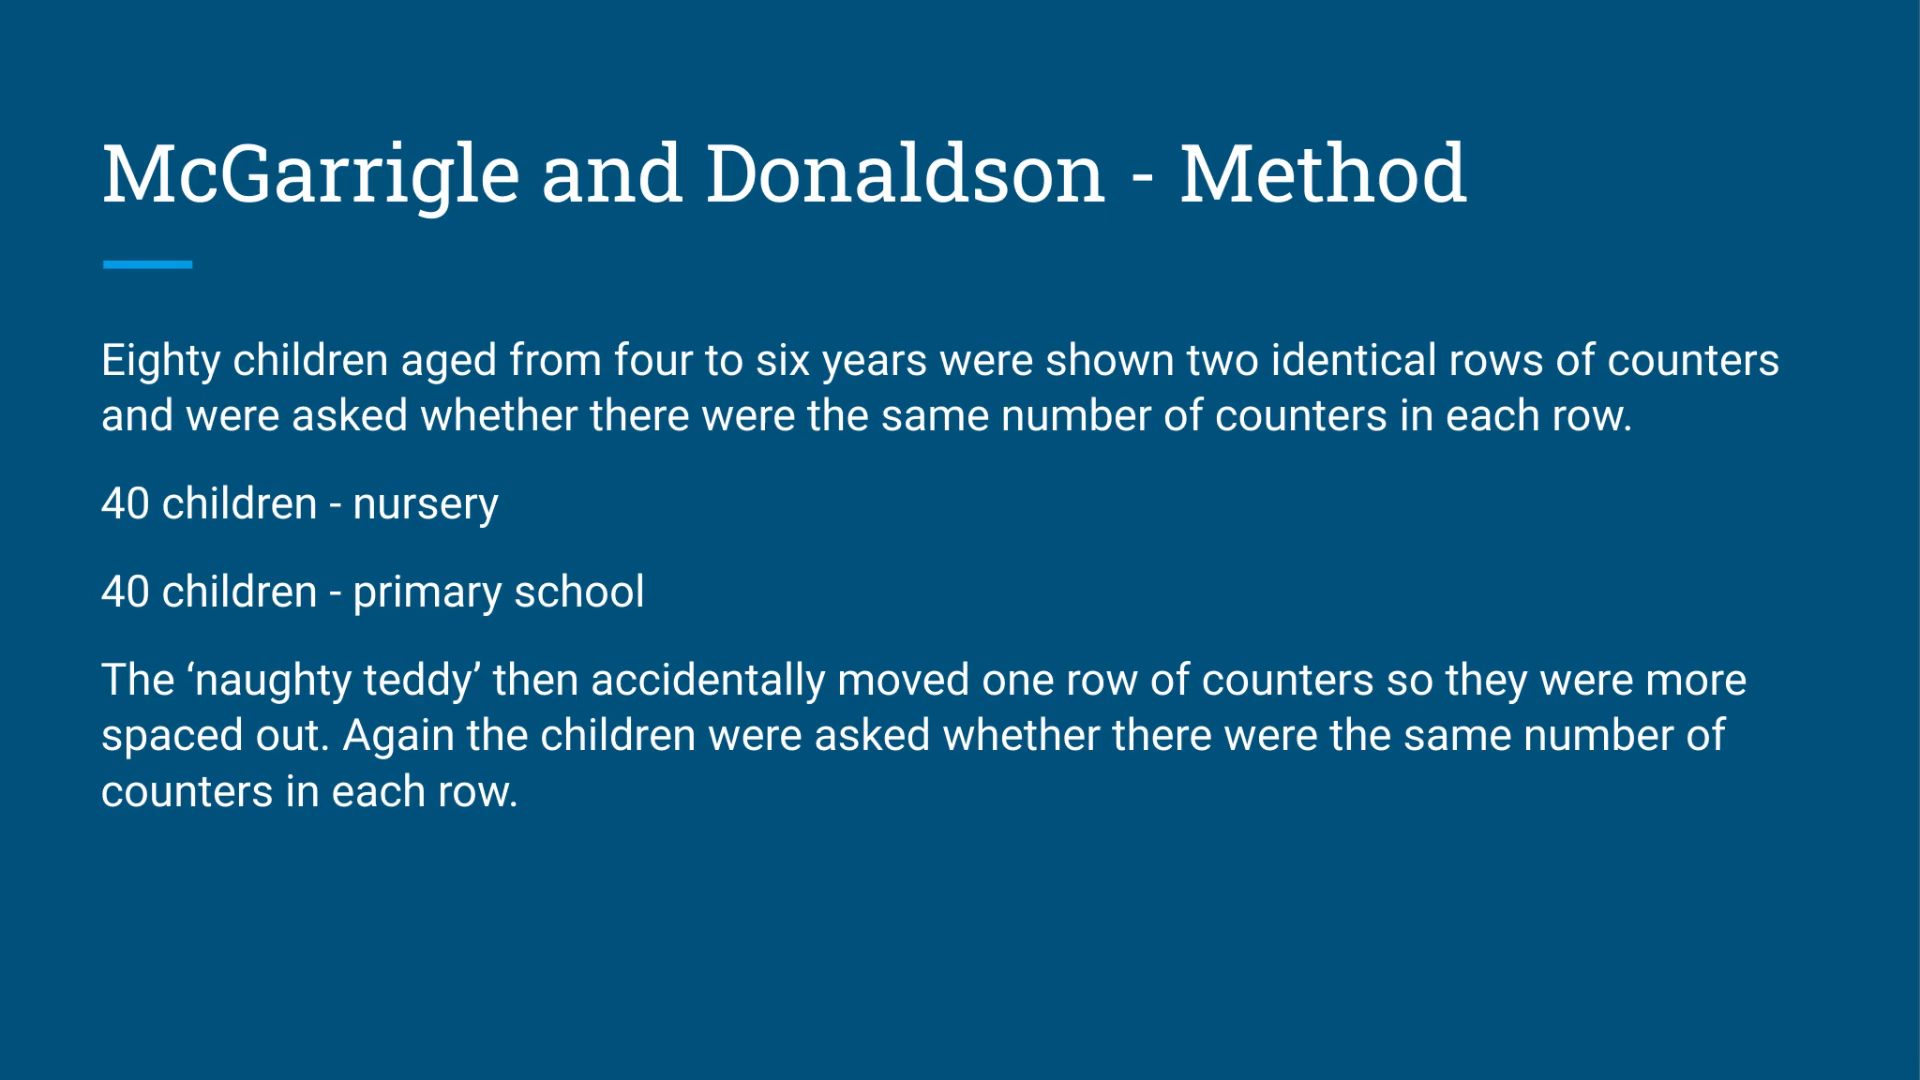 McGarrigle and Donaldson - Method
Eighty children aged from four to six years were shown two identical rows of counters
and were asked whether there were the same number of counters in each row.
40 children - nursery
40 children - primary school
The ‘naughty teddy’ then accidentally moved one row of counters so they were more
spaced out. Again the children were asked whether there were the same number of
counters in each row.